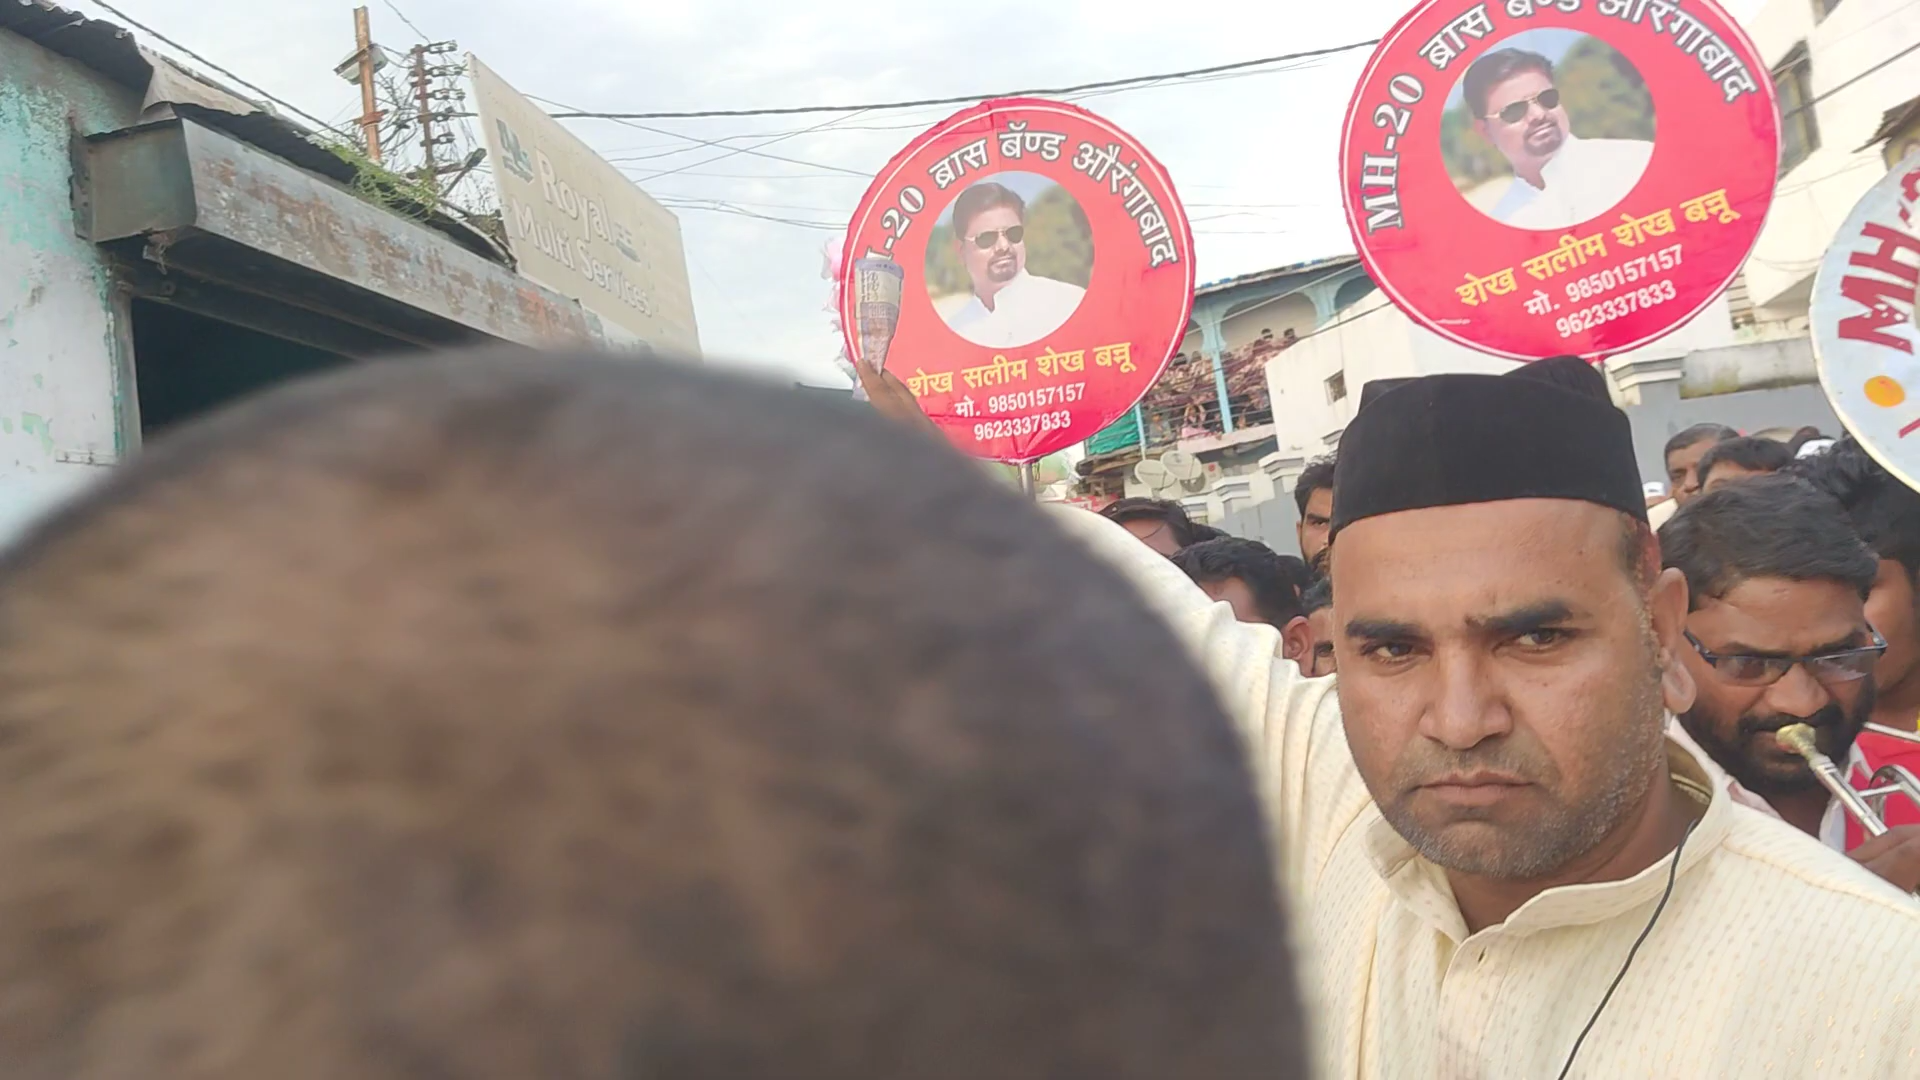 Royal
Multi Services
-20 ब्रास बॅण्ड औरंगाबाद
शेख सलीम शेख बन्नू
मो. 9850157157
9623337833
MH-20 ब्रास बॅण्ड औरंगाबाद
शेख सलीम शेख बन्नू
मो. 9850157157
9623337833
MH-